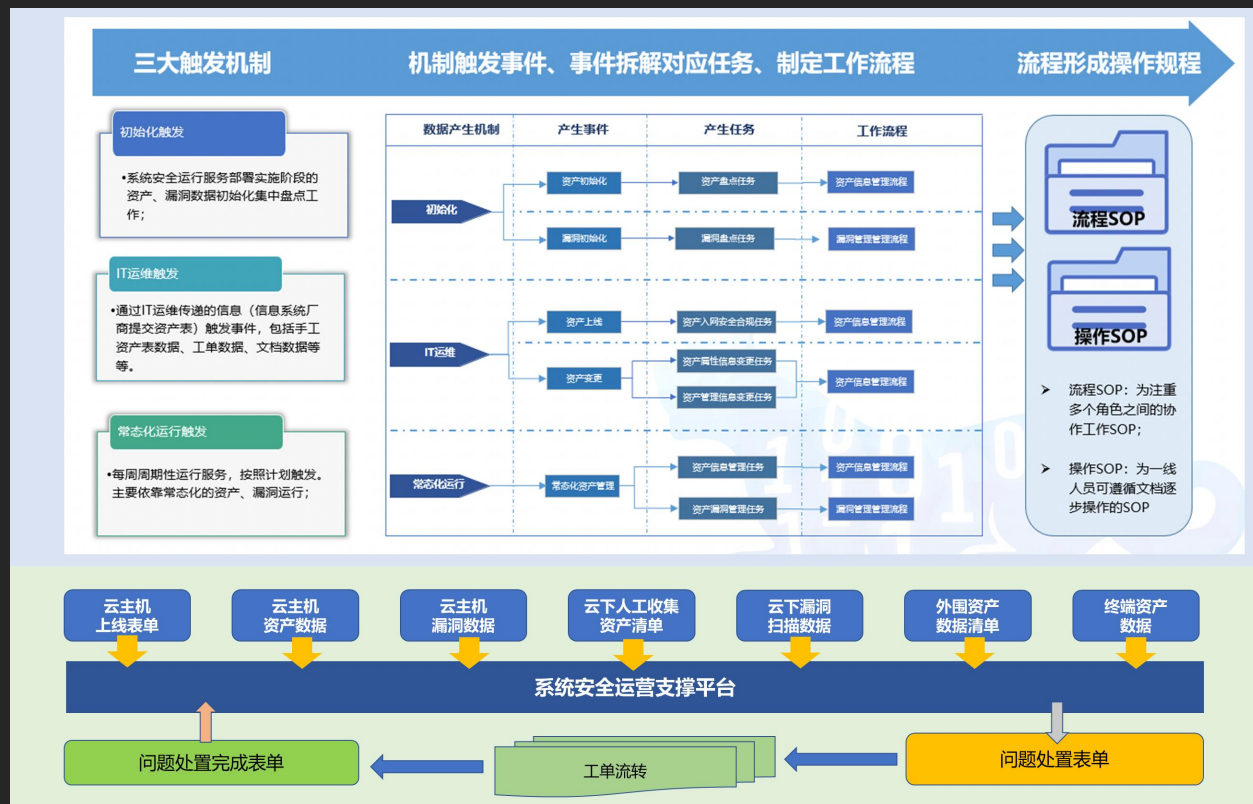 三大触发机制
机制触发事件、事件拆解对应任务、制定工作流程
流程形成操作规程
初始化触发
•系统安全运行服务部署实施阶段的
资产、漏洞数据初始化集中盘点工
作；
IT运维触发
•通过IT运维传递的信息（信息系统厂
商提交资产表）触发事件，包括手工
资产表数据、工单数据、文档数据等
等。
常态化运行触发
•每周周期性运行服务，按照计划触发。
主要依靠常态化的资产、漏洞运行；
数据产生机制
产生事件
产生任务
工作流程
初始化
资产初始化
资产盘点任务
资产信息管理流程
漏洞初始化
漏洞盘点任务
漏洞管理管理流程
IT运维
资产上线
资产入网安全合规任务
资产信息管理流程
资产变更
资产属性信息变更任务
资产管理信息变更任务
资产信息管理流程
常态化运行
常态化资产管理
资产信息管理任务
资产信息管理流程
资产漏洞管理任务
漏洞管理管理流程
流程SOP
操作SOP
➢ 流程SOP：为注重
多个角色之间的协
作工作SOP；
➢ 操作SOP：为一线
人员可遵循文档逐
步操作的SOP
云主机
上线表单
云主机
资产数据
云主机
漏洞数据
云下人工收集
资产清单
云下漏洞
扫描数据
外围资产
数据清单
终端资产
数据
系统安全运营支撑平台
问题处置完成表单
工单流转
问题处置表单